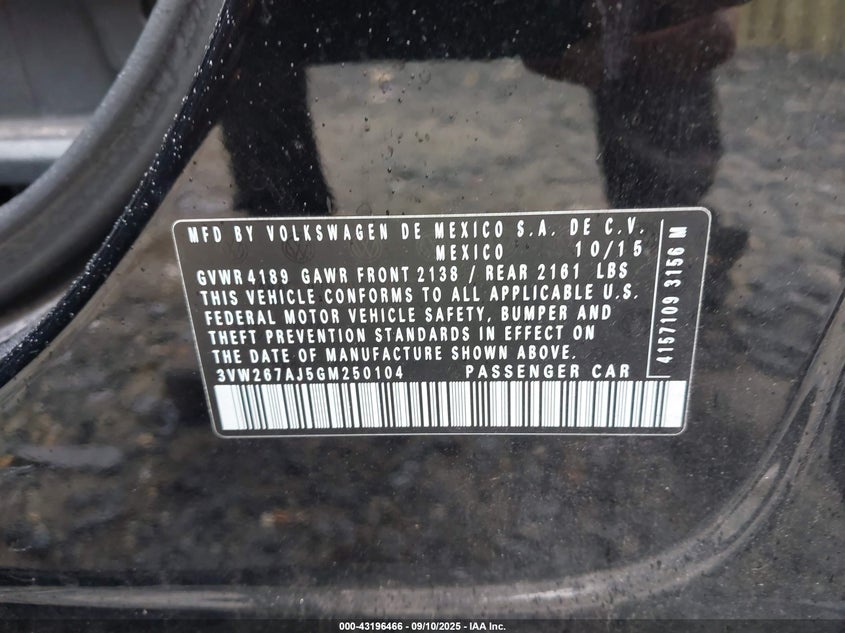 MFD BY VOLKSWAGEN DE MEXICO S.A. DE C.V.
MEXICO 10/15
GVWR 4189 GAWR FRONT 2138 / REAR 2161 LBS
THIS VEHICLE CONFORMS TO ALL APPLICABLE U.S.
FEDERAL MOTOR VEHICLE SAFETY, BUMPER AND
THEFT PREVENTION STANDARDS IN EFFECT ON
THE DATE OF MANUFACTURE SHOWN ABOVE.
3VW267AJ5GM250104 PASSENGER CAR
4157109 3156 M
000-43196466 - 09/10/2025 - IAA Inc.